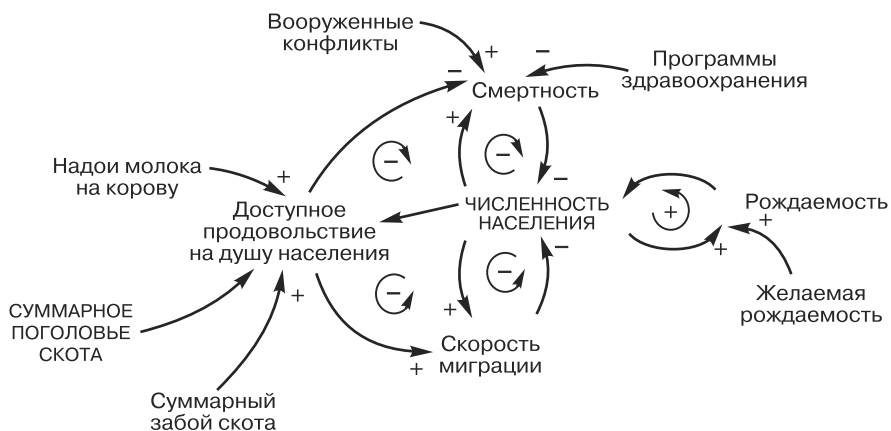 Вооруженные
конфликты
+
–
–
Программы
здравоохранения
Смертность
+
–
–
Надои молока
на корову
+
–
Доступное
продовольствие
на душу населения
ЧИСЛЕННОСТЬ
НАСЕЛЕНИЯ
+
Рождаемость
+
+
–
–
–
+
+
СУММАРНОЕ
ПОГОЛОВЬЕ
СКОТА
Желаемая
рождаемость
Скорость
миграции
+
Суммарный
забой скота